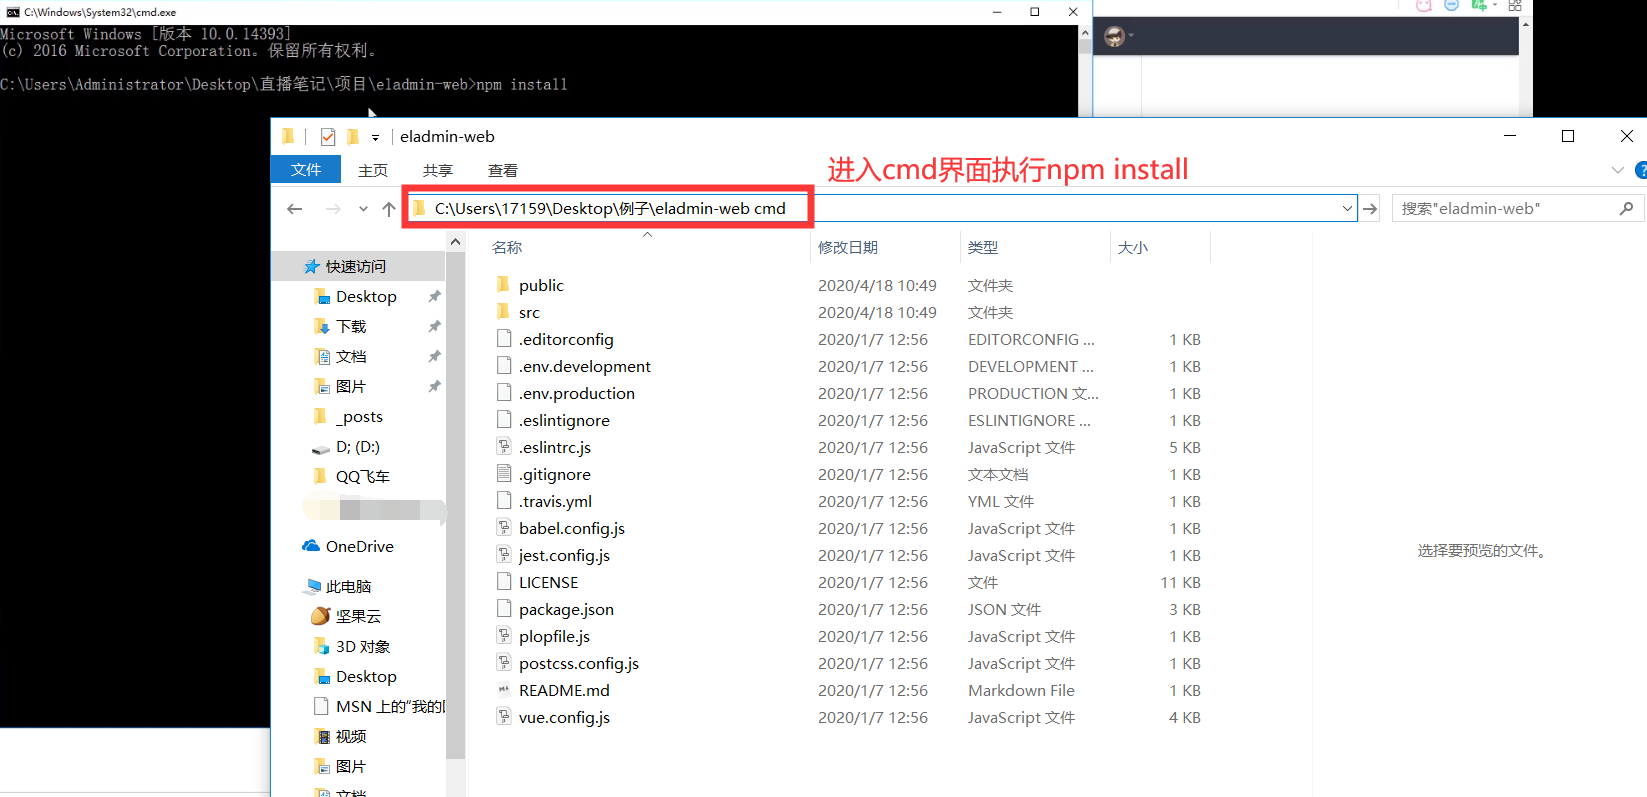 C:\Windows\System32\cmd.exe
Microsoft Windows [版本 10.0.14393]
(c) 2016 Microsoft Corporation。保留所有权利。
C:\Users\Administrator\Desktop\直播笔记\项目\eladmin-web>npm install
eladmin-web
文件 主页 共享 查看
进入cmd界面执行npm install
C:\Users\17159\Desktop\例子\eladmin-web cmd
搜索"eladmin-web"
名称 修改日期 类型 大小
快速访问
Desktop
下载
文档
图片
_posts
D; (D:)
QQ飞车
OneDrive
此电脑
坚果云
3D 对象
Desktop
MSN 上的“我的
视频
图片
文档
public 2020/4/18 10:49 文件夹
src 2020/4/18 10:49 文件夹
.editorconfig 2020/1/7 12:56 EDITORCONFIG ... 1 KB
.env.development 2020/1/7 12:56 DEVELOPMENT ... 1 KB
.env.production 2020/1/7 12:56 PRODUCTION 文... 1 KB
.eslintignore 2020/1/7 12:56 ESLINTIGNORE ... 1 KB
.eslintrc.js 2020/1/7 12:56 JavaScript 文件 5 KB
.gitignore 2020/1/7 12:56 文本文档 1 KB
.travis.yml 2020/1/7 12:56 YML 文件 1 KB
babel.config.js 2020/1/7 12:56 JavaScript 文件 1 KB
jest.config.js 2020/1/7 12:56 JavaScript 文件 1 KB
LICENSE 2020/1/7 12:56 文件 11 KB
package.json 2020/1/7 12:56 JSON 文件 3 KB
plopfile.js 2020/1/7 12:56 JavaScript 文件 1 KB
postcss.config.js 2020/1/7 12:56 JavaScript 文件 1 KB
README.md 2020/1/7 12:56 Markdown File 1 KB
vue.config.js 2020/1/7 12:56 JavaScript 文件 4 KB
选择要预览的文件。